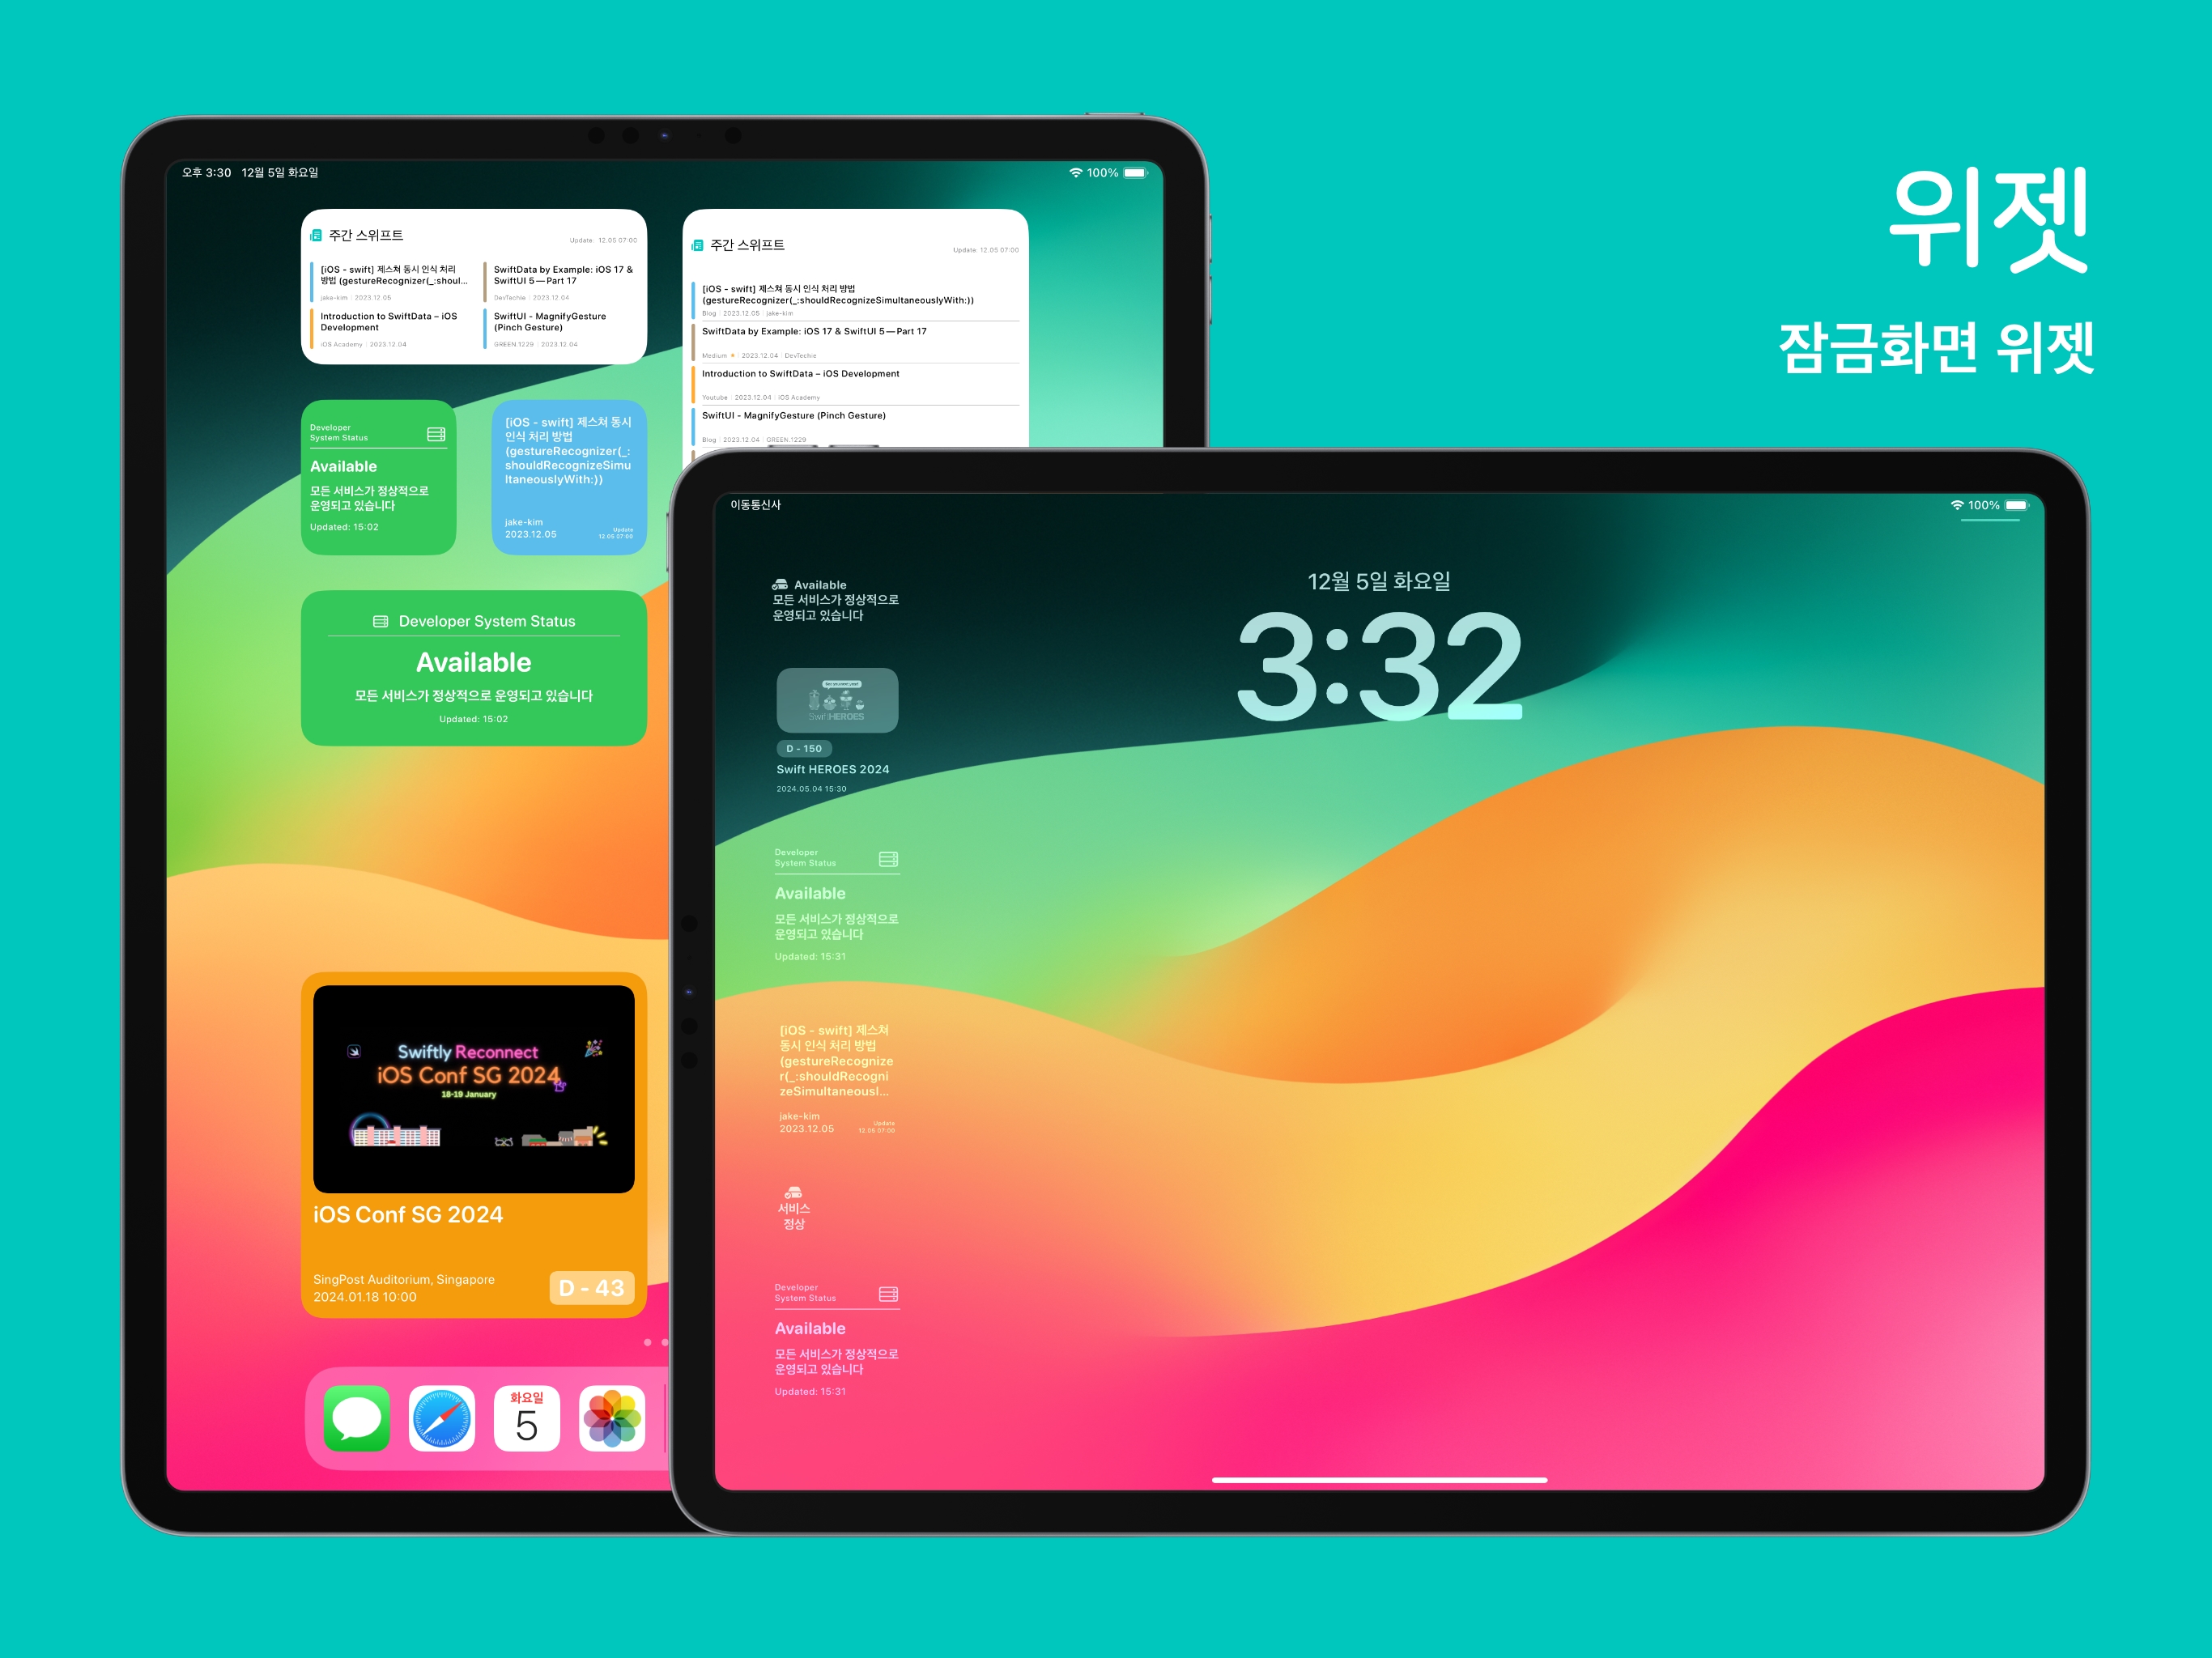 위젯
잠금화면 위젯
오후 3:30 12월 5일 화요일
100%
주간 스위프트
Update: 12.05 07:00
[iOS - swift] 제스쳐 동시 인식 처리
방법 (gestureRecognizer(_:shoul...
jake-kim | 2023.12.05
SwiftData by Example: iOS 17 &
SwiftUI 5 — Part 17
DevTechie | 2023.12.04
Introduction to SwiftData – iOS
Development
iOS Academy | 2023.12.04
SwiftUI - MagnifyGesture
(Pinch Gesture)
GREEN.1229 | 2023.12.04
주간 스위프트
Update: 12.05 07:00
[iOS - swift] 제스쳐 동시 인식 처리 방법
(gestureRecognizer(_:shouldRecognizeSimultaneouslyWith:))
Blog | 2023.12.05 | jake-kim
SwiftData by Example: iOS 17 & SwiftUI 5 — Part 17
Medium | 2023.12.04 | DevTechie
Introduction to SwiftData – iOS Development
Youtube | 2023.12.04 | iOS Academy
SwiftUI - MagnifyGesture (Pinch Gesture)
Blog | 2023.12.04 | GREEN.1229
Developer
System Status
Available
모든 서비스가 정상적으로
운영되고 있습니다
Updated: 15:02
[iOS - swift] 제스쳐 동시
인식 처리 방법
(gestureRecognizer(_:
shouldRecognizeSimu
ltaneouslyWith:))
jake-kim
2023.12.05
Update
12.05 07:00
Developer System Status
Available
모든 서비스가 정상적으로 운영되고 있습니다
Updated: 15:02
Swiftly Reconnect
iOS Conf SG 2024
18-19 January
iOS Conf SG 2024
SingPost Auditorium, Singapore
2024.01.18 10:00
D - 43
화요일
5
이동통신사
100%
12월 5일 화요일
3:32
Available
모든 서비스가 정상적으로
운영되고 있습니다
Swift HEROES
D - 150
Swift HEROES 2024
2024.05.04 15:30
Developer
System Status
Available
모든 서비스가 정상적으로
운영되고 있습니다
Updated: 15:31
[iOS - swift] 제스쳐
동시 인식 처리 방법
(gestureRecognize
r(_:shouldRecogni
zeSimultaneousl...
jake-kim
2023.12.05
Update
12.05 07:00
서비스
정상
Developer
System Status
Available
모든 서비스가 정상적으로
운영되고 있습니다
Updated: 15:31